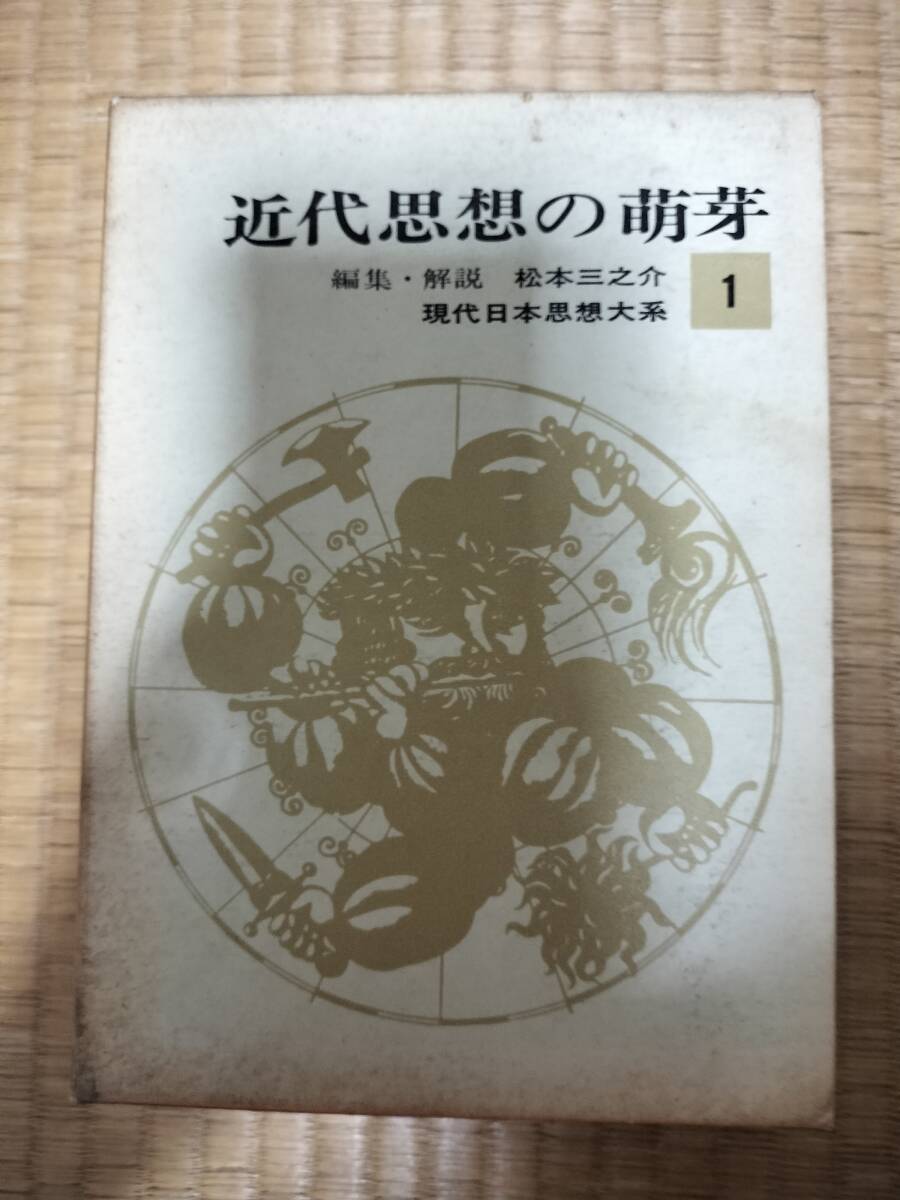 近代思想の萌芽
編集・解説 松本三之介
現代日本思想大系
1